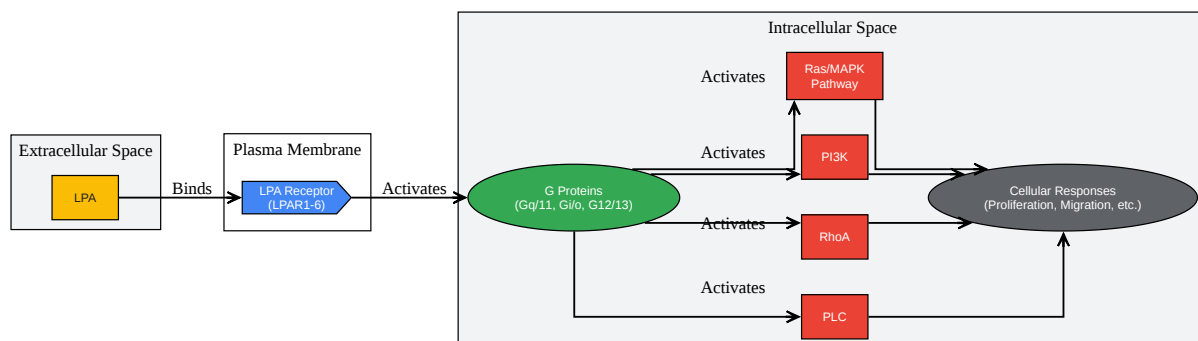 Intracellular Space
Activates
Ras/MAPK
Pathway
Extracellular Space
Plasma Membrane
Activates
PI3K
LPA
Binds
LPA Receptor
(LPAR1-6)
Activates
G Proteins
(Gq/11, Gi/o, G12/13)
Cellular Responses
(Proliferation, Migration, etc.)
Activates
RhoA
Activates
PLC